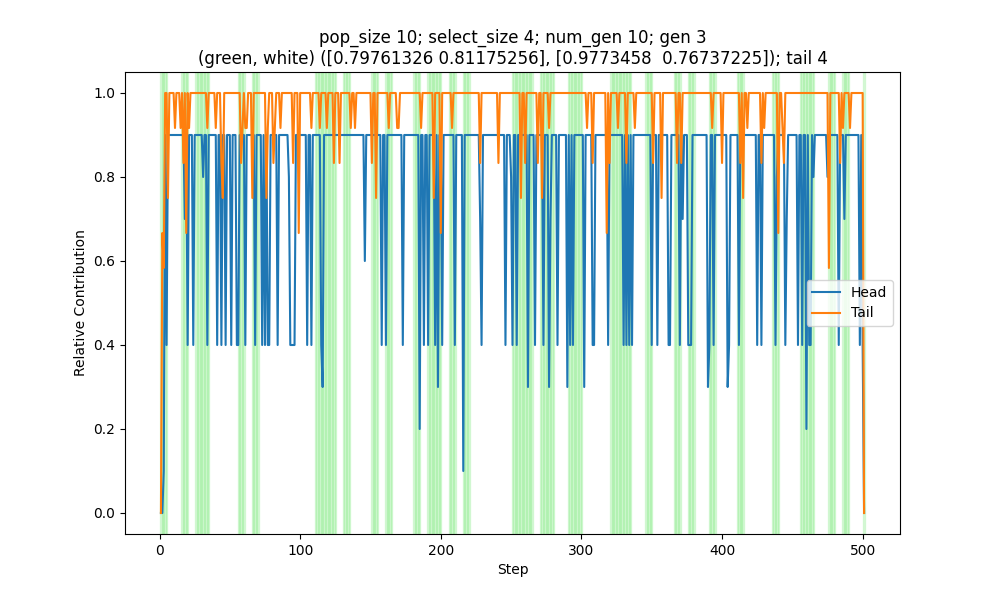 pop_size 10; select_size 4; num_gen 10; gen 3
(green, white) ([0.79761326 0.81175256], [0.9773458  0.76737225]); tail 4
1.0
0.8
0.6
0.4
0.2
0.0
Relative Contribution
Head
Tail
0 100 200 300 400 500
Step